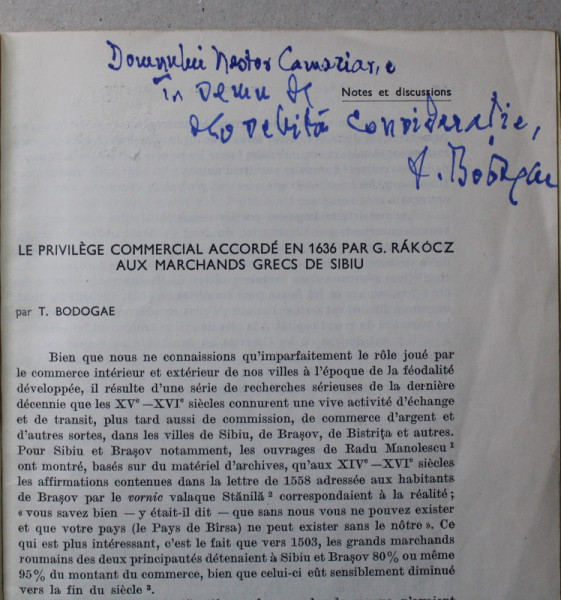 Domnului Nestor Camariano
în semn de
Notes et discussions
deosebită considerație,
T. Bodogae
LE PRIVILÈGE COMMERCIAL ACCORDÉ EN 1636 PAR G. RÁKÓCZ
AUX MARCHANDS GRECS DE SIBIU
par T. BODOGAE
Bien que nous ne connaissions qu'imparfaitement le rôle joué par
le commerce intérieur et extérieur de nos villes à l'époque de la féodalité
développée, il résulte d'une série de recherches sérieuses de la dernière
décennie que les XVe—XVIe siècles connurent une vive activité d'échange
et de transit, plus tard aussi de commission, de commerce d'argent et
d'autres sortes, dans les villes de Sibiu, de Brașov, de Bistrița et autres.
Pour Sibiu et Brașov notamment, les ouvrages de Radu Manolescu 1
ont montré, basés sur du matériel d'archives, qu'aux XIVe—XVIe siècles
les affirmations contenues dans la lettre de 1558 adressée aux habitants
de Brașov par le vornic valaque Stănilă 2 correspondaient à la réalité ;
« vous savez bien — y était-il dit — que sans nous vous ne pouvez exister
et que votre pays (le Pays de Bîrsa) ne peut exister sans le nôtre ». Ce
qui est plus intéressant, c'est le fait que vers 1503, les grands marchands
roumains des deux principautés détenaient à Sibiu et Brașov 80% ou même
95% du montant du commerce, bien que celui-ci eût sensiblement diminué
vers la fin du siècle 3.